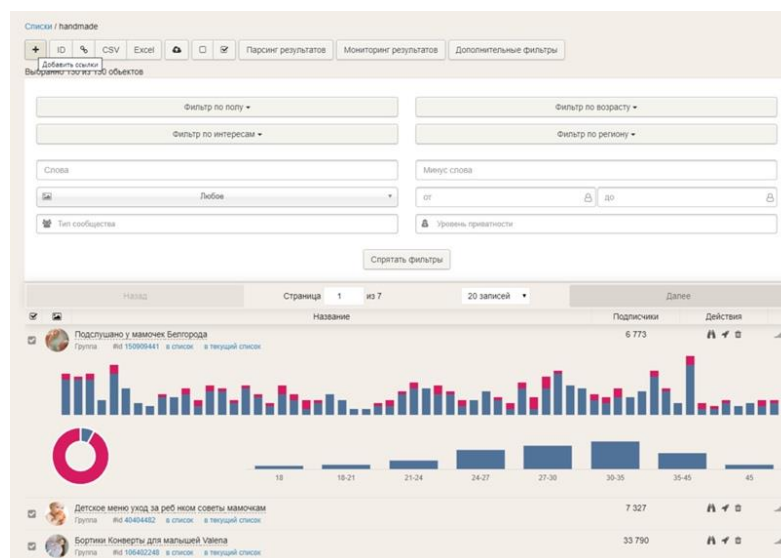 Списки / handmade
+ ID CSV Excel Парсинг результатов Мониторинг результатов Дополнительные фильтры
Добавить ссылки
Выбранно 130 из 130 объектов
Фильтр по полу Фильтр по возрасту
Фильтр по интересам Фильтр по региону
Слова Минус слова
Любое от до
Тип сообщества Уровень приватности
Спрятать фильтры
Назад Страница 1 из 7 20 записей Далее
Название Подписчики Действия
Подслушано у мамочек Белгорода 6 773
Группа #id 150909441 в список в текущий список
18 18-21 21-24 24-27 27-30 30-35 35-45 45
Детское меню уход за реб нком советы мамочкам 7 327
Группа #id 40404482 в список в текущий список
Бортики Конверты для малышей Valena 33 790
Группа #id 106402248 в список в текущий список